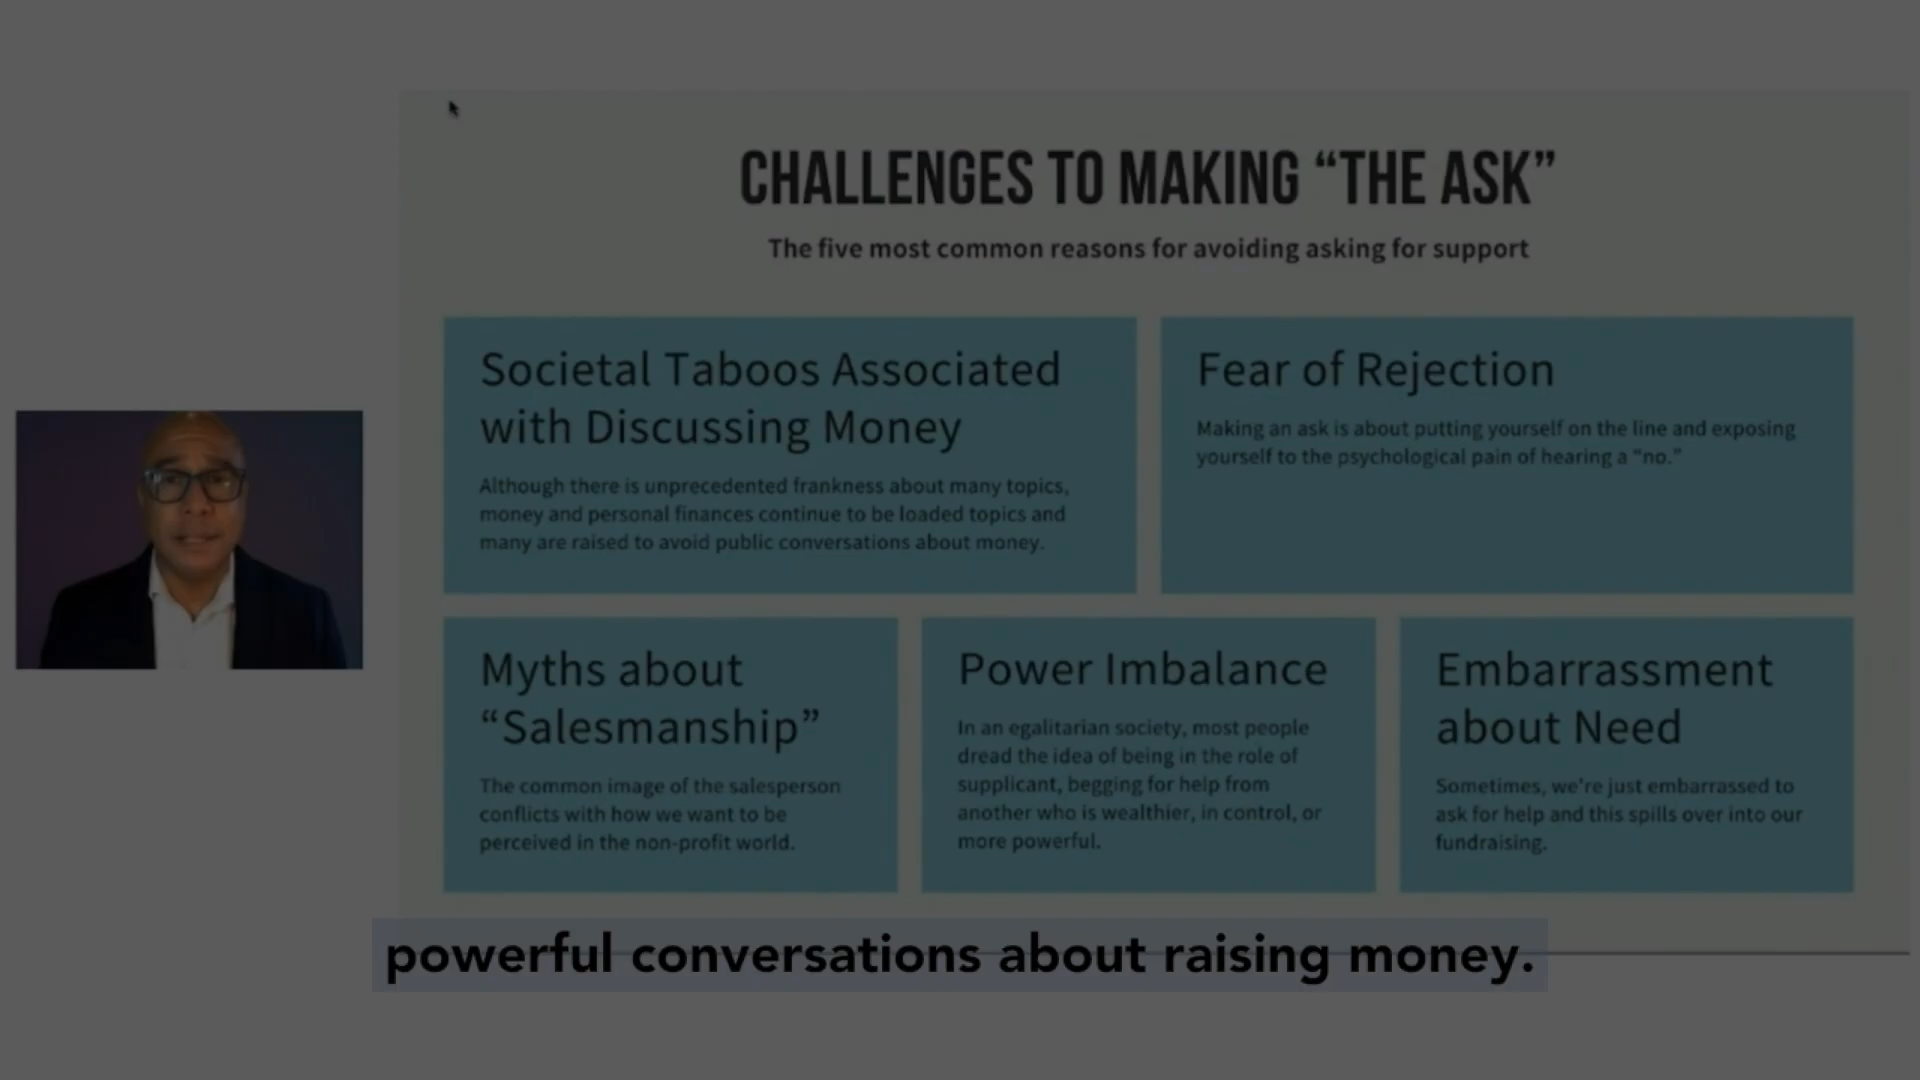 CHALLENGES TO MAKING “THE ASK”
The five most common reasons for avoiding asking for support
Societal Taboos Associated
with Discussing Money
Although there is unprecedented frankness about many topics,
money and personal finances continue to be loaded topics and
many are raised to avoid public conversations about money.
Fear of Rejection
Making an ask is about putting yourself on the line and exposing
yourself to the psychological pain of hearing a “no.”
Myths about
“Salesmanship”
The common image of the salesperson
conflicts with how we want to be
perceived in the non-profit world.
Power Imbalance
In an egalitarian society, most people
dread the idea of being in the role of
supplicant, begging for help from
another who is wealthier, in control, or
more powerful.
Embarrassment
about Need
Sometimes, we're just embarrassed to
ask for help and this spills over into our
fundraising.
powerful conversations about raising money.